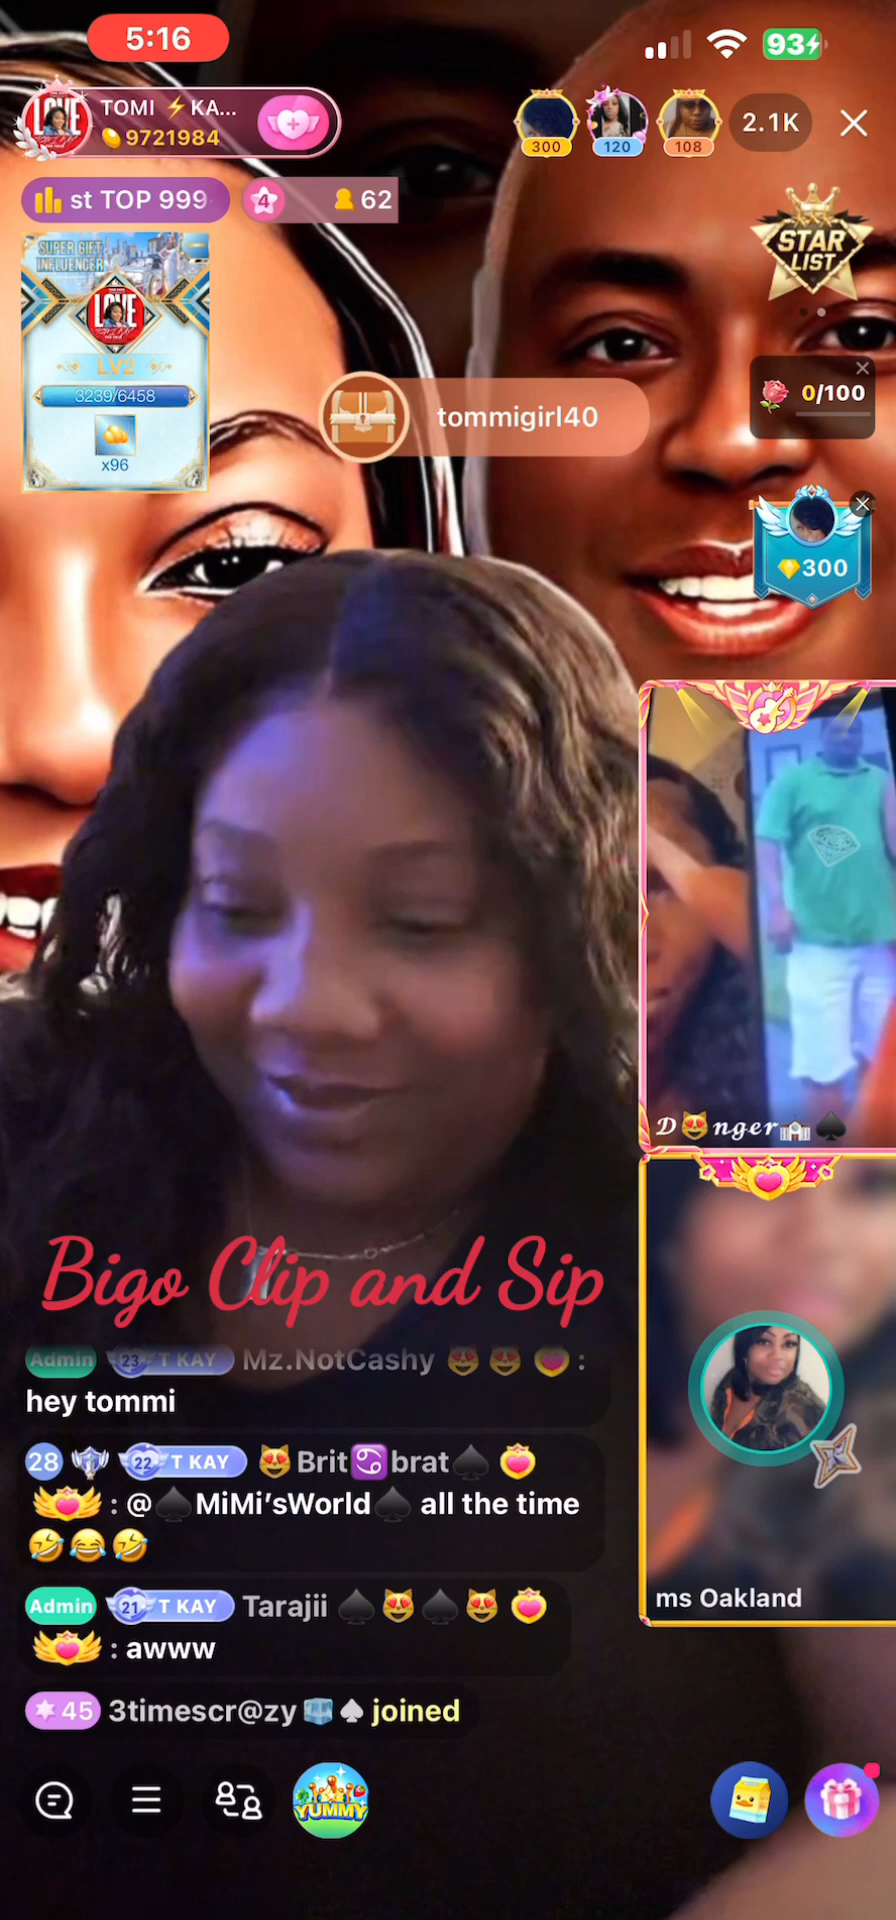 5:16
93
TOMI ⚡KA...
9721984
300
120
108
2.1K
st TOP 999
4
62
SUPER GIFT
INFLUENCER
LOVE
LV2
3239/6458
x96
STAR
LIST
0/100
tommigirl40
300
D😻nger🏫♠️
Bigo Clip and Sip
Admin 23 T KAY Mz.NotCashy 😻 😻 :
hey tommi
28 22 T KAY 😻Brit♋brat♠️
: @♠️MiMi'sWorld♠️ all the time
🤣😂🤣
Admin 21 T KAY Tarajii ♠️😻♠️😻
: awww
ms Oakland
45 3timescr@zy🧊♠ joined
YUMMY